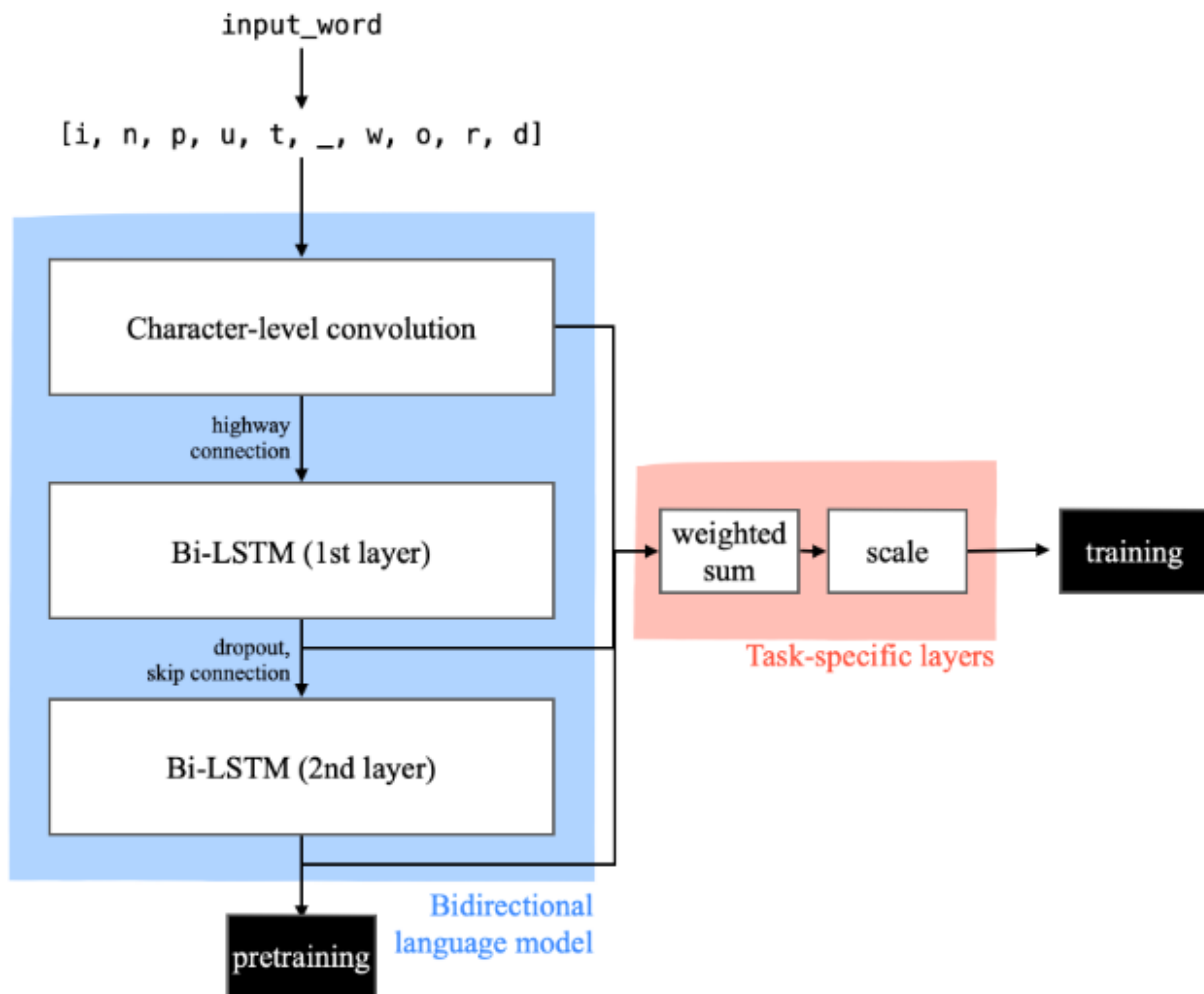 input_word
[i, n, p, u, t, _, w, o, r, d]
Character-level convolution
highway
connection
Bi-LSTM (1st layer)
dropout,
skip connection
Bi-LSTM (2nd layer)
pretraining
Bidirectional
language model
weighted
sum
scale
Task-specific layers
training